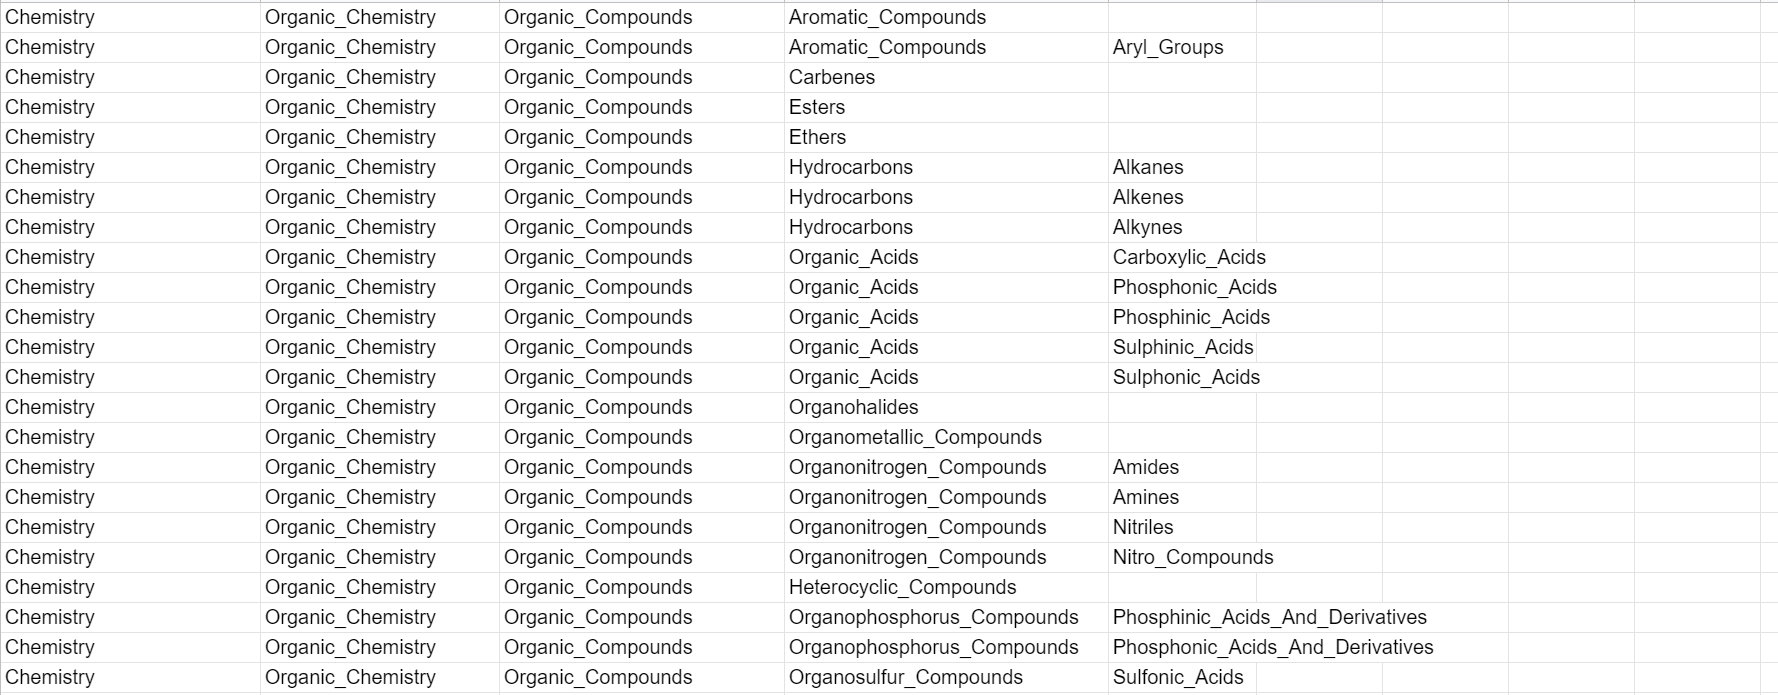 Chemistry Organic_Chemistry Organic_Compounds Aromatic_Compounds
Chemistry Organic_Chemistry Organic_Compounds Aromatic_Compounds Aryl_Groups
Chemistry Organic_Chemistry Organic_Compounds Carbenes
Chemistry Organic_Chemistry Organic_Compounds Esters
Chemistry Organic_Chemistry Organic_Compounds Ethers
Chemistry Organic_Chemistry Organic_Compounds Hydrocarbons Alkanes
Chemistry Organic_Chemistry Organic_Compounds Hydrocarbons Alkenes
Chemistry Organic_Chemistry Organic_Compounds Hydrocarbons Alkynes
Chemistry Organic_Chemistry Organic_Compounds Organic_Acids Carboxylic_Acids
Chemistry Organic_Chemistry Organic_Compounds Organic_Acids Phosphonic_Acids
Chemistry Organic_Chemistry Organic_Compounds Organic_Acids Phosphinic_Acids
Chemistry Organic_Chemistry Organic_Compounds Organic_Acids Sulphinic_Acids
Chemistry Organic_Chemistry Organic_Compounds Organic_Acids Sulphonic_Acids
Chemistry Organic_Chemistry Organic_Compounds Organohalides
Chemistry Organic_Chemistry Organic_Compounds Organometallic_Compounds
Chemistry Organic_Chemistry Organic_Compounds Organonitrogen_Compounds Amides
Chemistry Organic_Chemistry Organic_Compounds Organonitrogen_Compounds Amines
Chemistry Organic_Chemistry Organic_Compounds Organonitrogen_Compounds Nitriles
Chemistry Organic_Chemistry Organic_Compounds Organonitrogen_Compounds Nitro_Compounds
Chemistry Organic_Chemistry Organic_Compounds Heterocyclic_Compounds
Chemistry Organic_Chemistry Organic_Compounds Organophosphorus_Compounds Phosphinic_Acids_And_Derivatives
Chemistry Organic_Chemistry Organic_Compounds Organophosphorus_Compounds Phosphonic_Acids_And_Derivatives
Chemistry Organic_Chemistry Organic_Compounds Organosulfur_Compounds Sulfonic_Acids